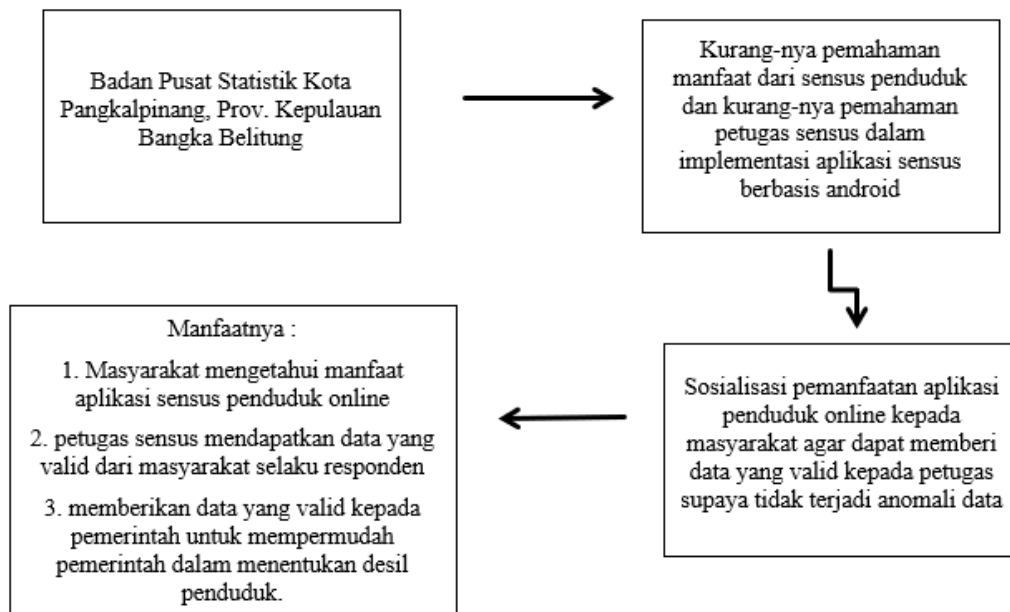 Badan Pusat Statistik Kota
Pangkalpinang, Prov. Kepulauan
Bangka Belitung
Kurang-nya pemahaman
manfaat dari sensus penduduk
dan kurang-nya pemahaman
petugas sensus dalam
implementasi aplikasi sensus
berbasis android
Sosialisasi pemanfaatan aplikasi
penduduk online kepada
masyarakat agar dapat memberi
data yang valid kepada petugas
supaya tidak terjadi anomali data
Manfaatnya :
1. Masyarakat mengetahui manfaat
aplikasi sensus penduduk online
2. petugas sensus mendapatkan data yang
valid dari masyarakat selaku responden
3. memberikan data yang valid kepada
pemerintah untuk mempermudah
pemerintah dalam menentukan desil
penduduk.